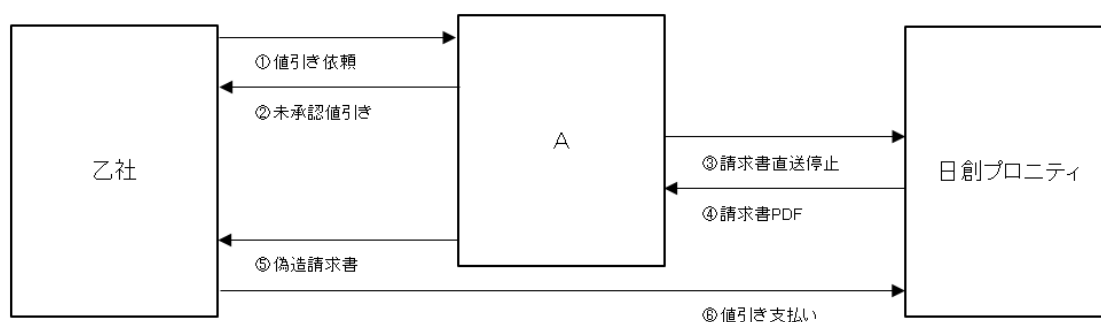 ①値引き依頼
②未承認値引き
乙社
A
③請求書直送停止
日創プロニティ
④請求書PDF
⑤偽造請求書
⑥値引き支払い